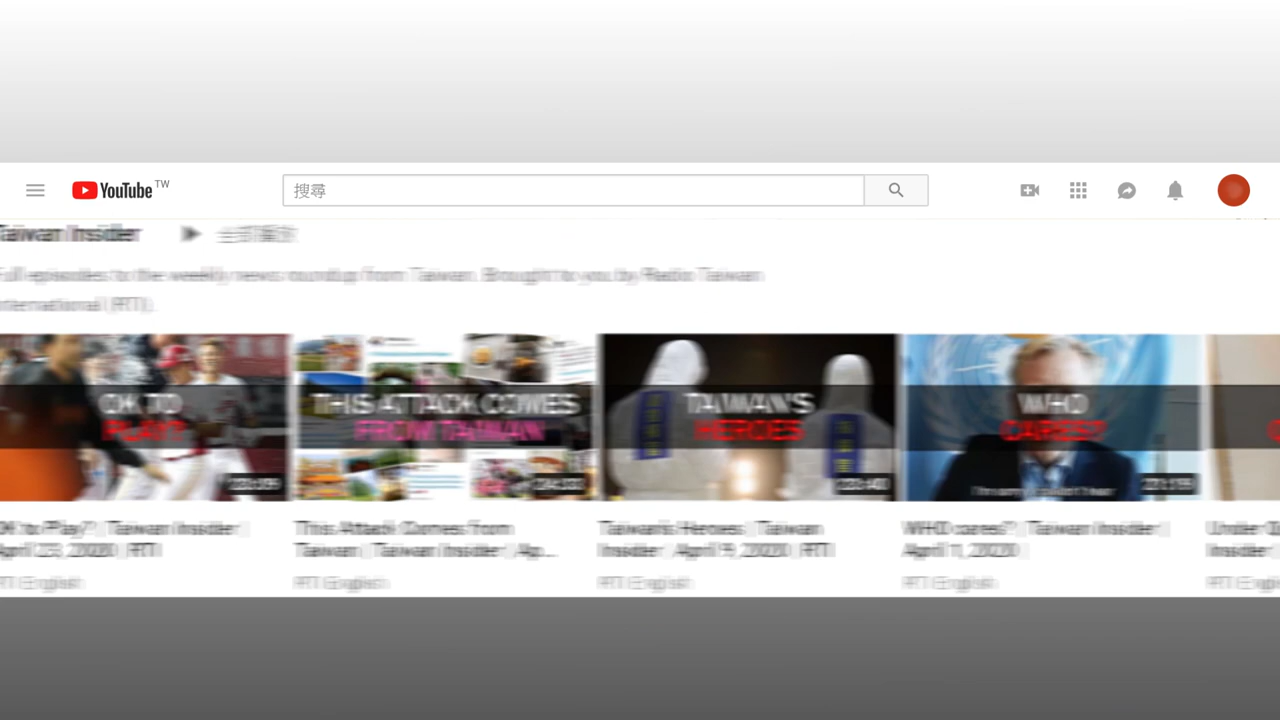 YouTube TW
搜尋
Taiwan Insider
Full episodes to the weekly news roundup from Taiwan. Brought to you by Radio Taiwan
International (RTI).
OK TO
PLAY?
THIS ATTACK COMES
FROM TAIWAN
TAIWAN'S
HEROES
WHO
CARES?
OK to Play? | Taiwan Insider |
April 23, 2020 | RTI
RTI English
This Attack Comes from
Taiwan | Taiwan Insider | Ap...
RTI English
Taiwan's Heroes | Taiwan
Insider | April 9, 2020 | RTI
RTI English
WHO cares? | Taiwan Insider |
April 1, 2020
RTI English
Insider